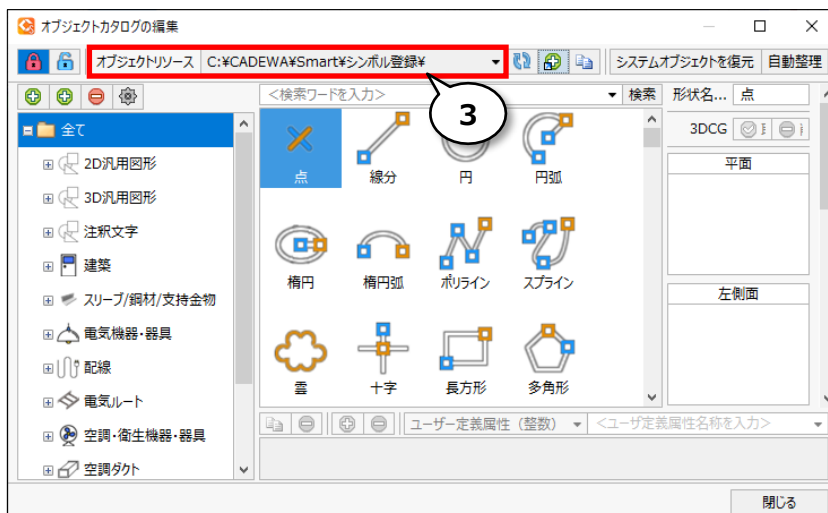 オブジェクトカタログの編集
オブジェクトリソース C:¥CADEWA¥Smart¥シンボル登録¥
システムオブジェクトを復元 自動整理
3
<検索ワードを入力> 検索 形状名... 点
全て
2D汎用図形
3D汎用図形
注釈文字
建築
スリーブ/鋼材/支持金物
電気機器・器具
配線
電気ルート
空調・衛生機器・器具
空調ダクト
点 線分 円 円弧
楕円 楕円弧 ポリライン スプライン
雲 十字 長方形 多角形
3DCG
平面
左側面
ユーザー定義属性（整数） <ユーザ定義属性名称を入力>
閉じる